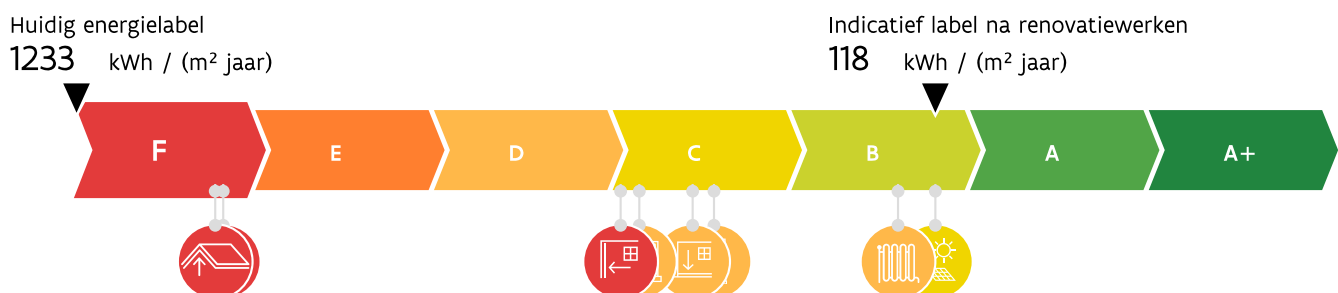 Huidig energielabel
1233 kWh / (m² jaar)
Indicatief label na renovatiewerken
118 kWh / (m² jaar)
F E D C B A A+